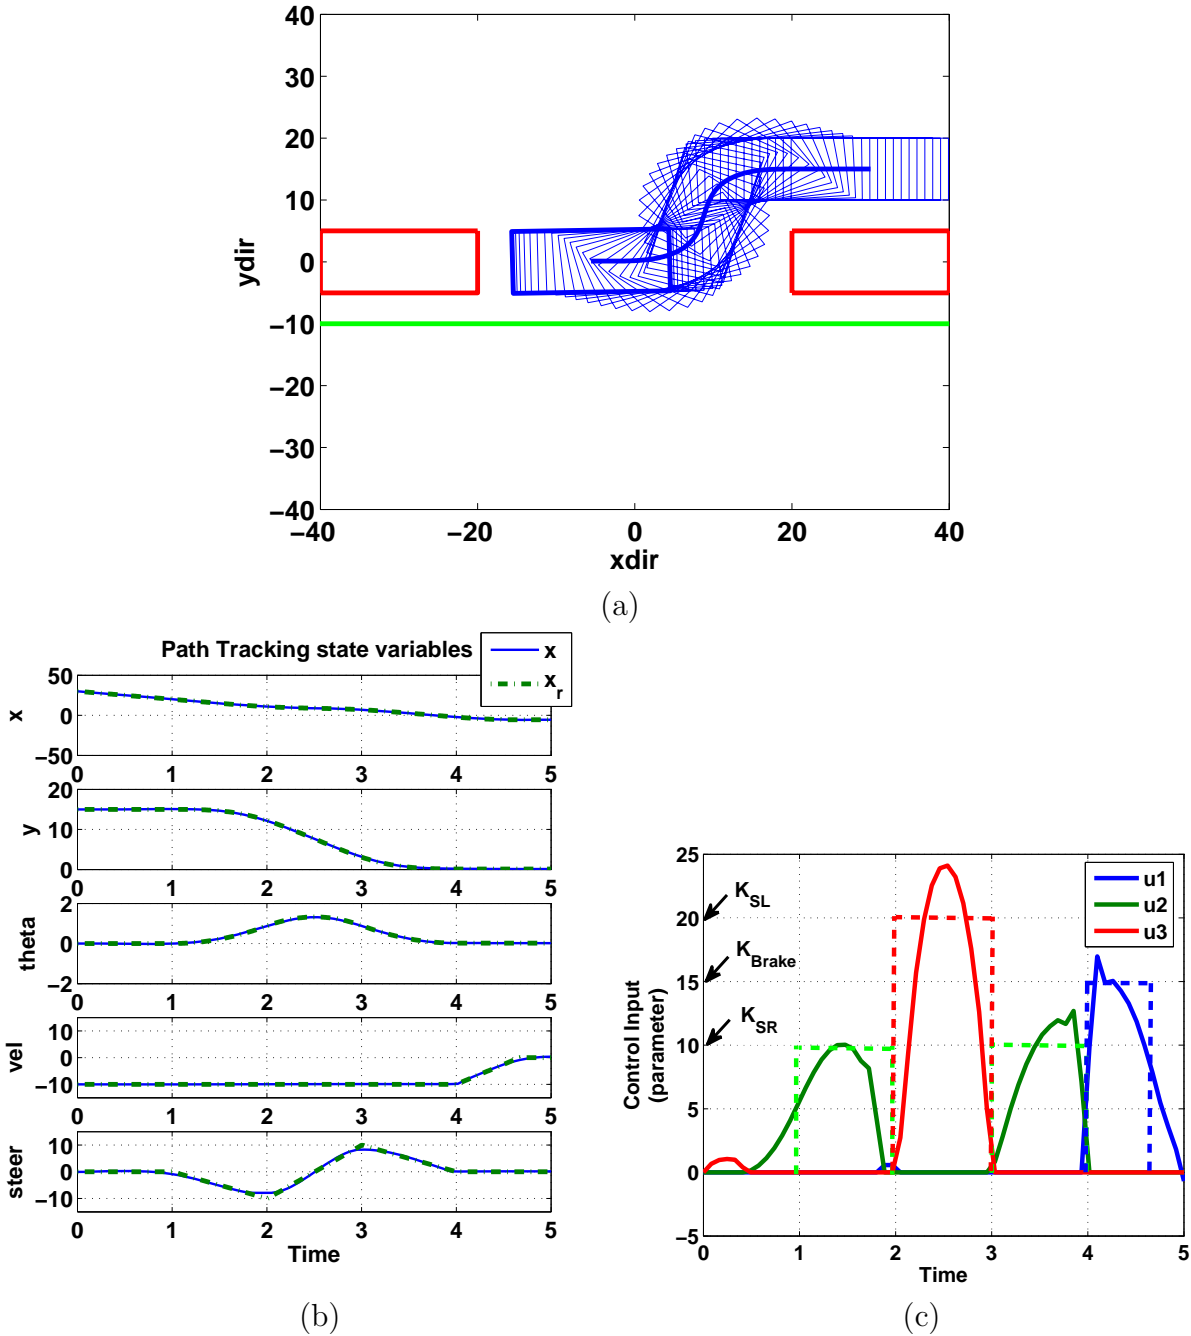 40
30
20
10
0
−10
−20
−30
−40
ydir
−40 −20 0 20 40
xdir
(a)
Path Tracking state variables
x
x_r
50
0
−50
x
0 1 2 3 4 5
20
10
0
y
0 1 2 3 4 5
2
0
−2
theta
0 1 2 3 4 5
10
0
−10
vel
0 1 2 3 4 5
10
0
−10
steer
0 1 2 3 4 5
Time
(b)
25
20
15
10
5
0
−5
Control Input
(parameter)
K_SL
K_Brake
K_SR
u1
u2
u3
0 1 2 3 4 5
Time
(c)